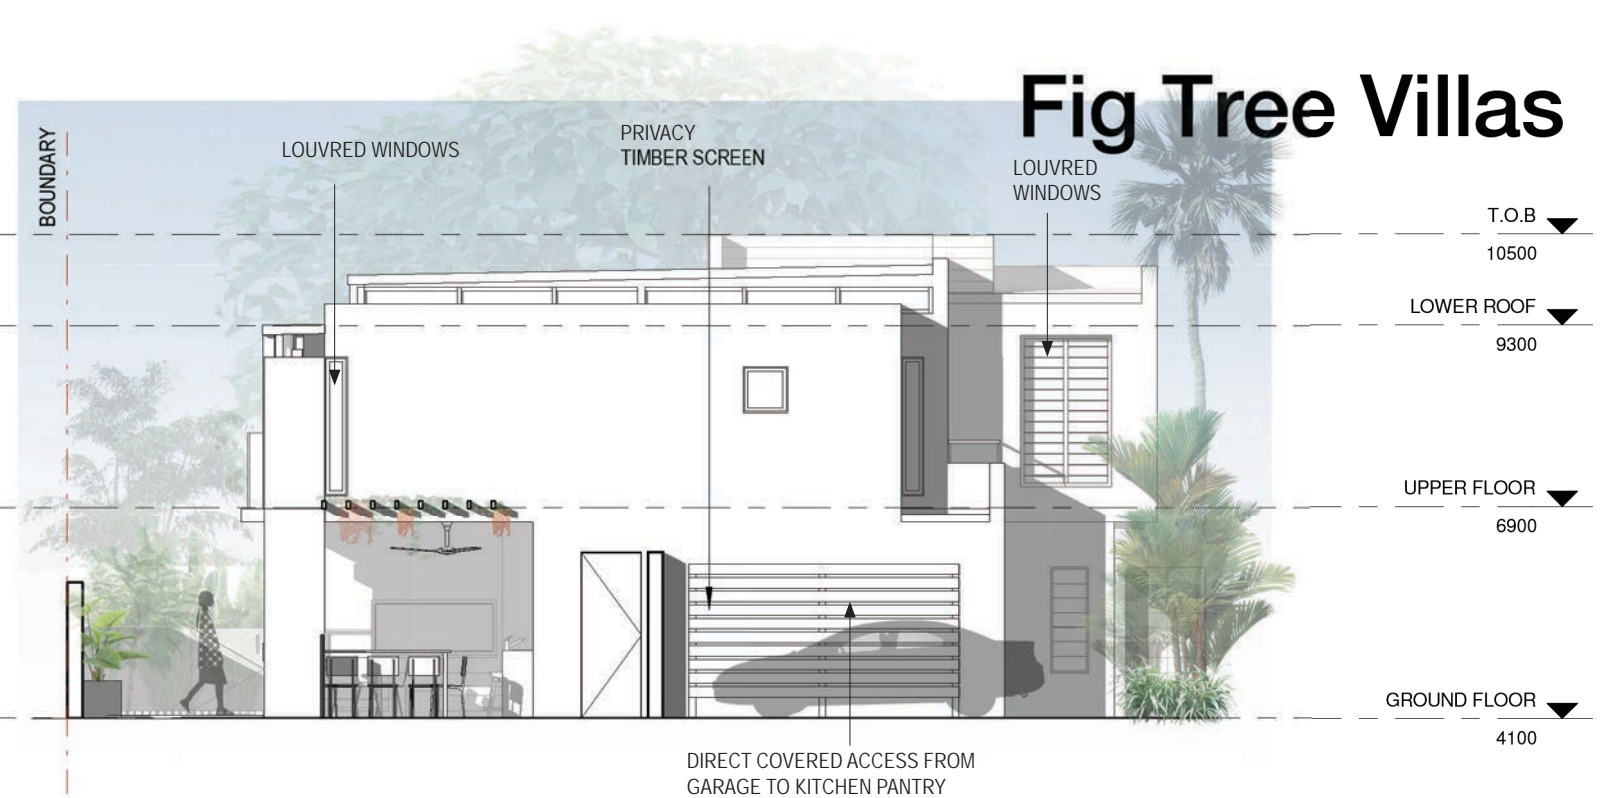 Fig Tree Villas
BOUNDARY
LOUVRED WINDOWS
PRIVACY
TIMBER SCREEN
LOUVRED
WINDOWS
T.O.B
10500
LOWER ROOF
9300
UPPER FLOOR
6900
GROUND FLOOR
4100
DIRECT COVERED ACCESS FROM
GARAGE TO KITCHEN PANTRY